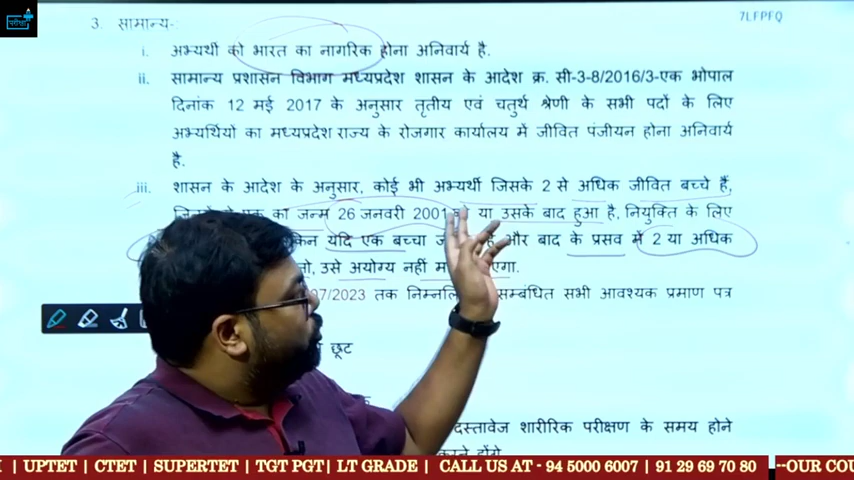 परीक्षा
7LFPFQ
3. सामान्य-:
i. अभ्यर्थी को भारत का नागरिक होना अनिवार्य है.
ii. सामान्य प्रशासन विभाग मध्यप्रदेश शासन के आदेश क्र. सी-3-8/2016/3-एक भोपाल
दिनांक 12 मई 2017 के अनुसार तृतीय एवं चतुर्थ श्रेणी के सभी पदों के लिए
अभ्यर्थियों का मध्यप्रदेश राज्य के रोजगार कार्यालय में जीवित पंजीयन होना अनिवार्य
है.
iii. शासन के आदेश के अनुसार, कोई भी अभ्यर्थी जिसके 2 से अधिक जीवित बच्चे हैं,
का जन्म 26 जनवरी 2001 या उसके बाद हुआ है, नियुक्ति के लिए
यदि एक बच्चा और बाद के प्रसव में 2 या अधिक
तो, उसे अयोग्य नहीं
07/2023 तक सम्बंधित सभी आवश्यक प्रमाण पत्र
छूट
दस्तावेज शारीरिक परीक्षण के समय होने
| UPTET | CTET | SUPERTET | TGT PGT| LT GRADE | CALL US AT - 94 5000 6007 | 91 29 69 70 80 --OUR COU